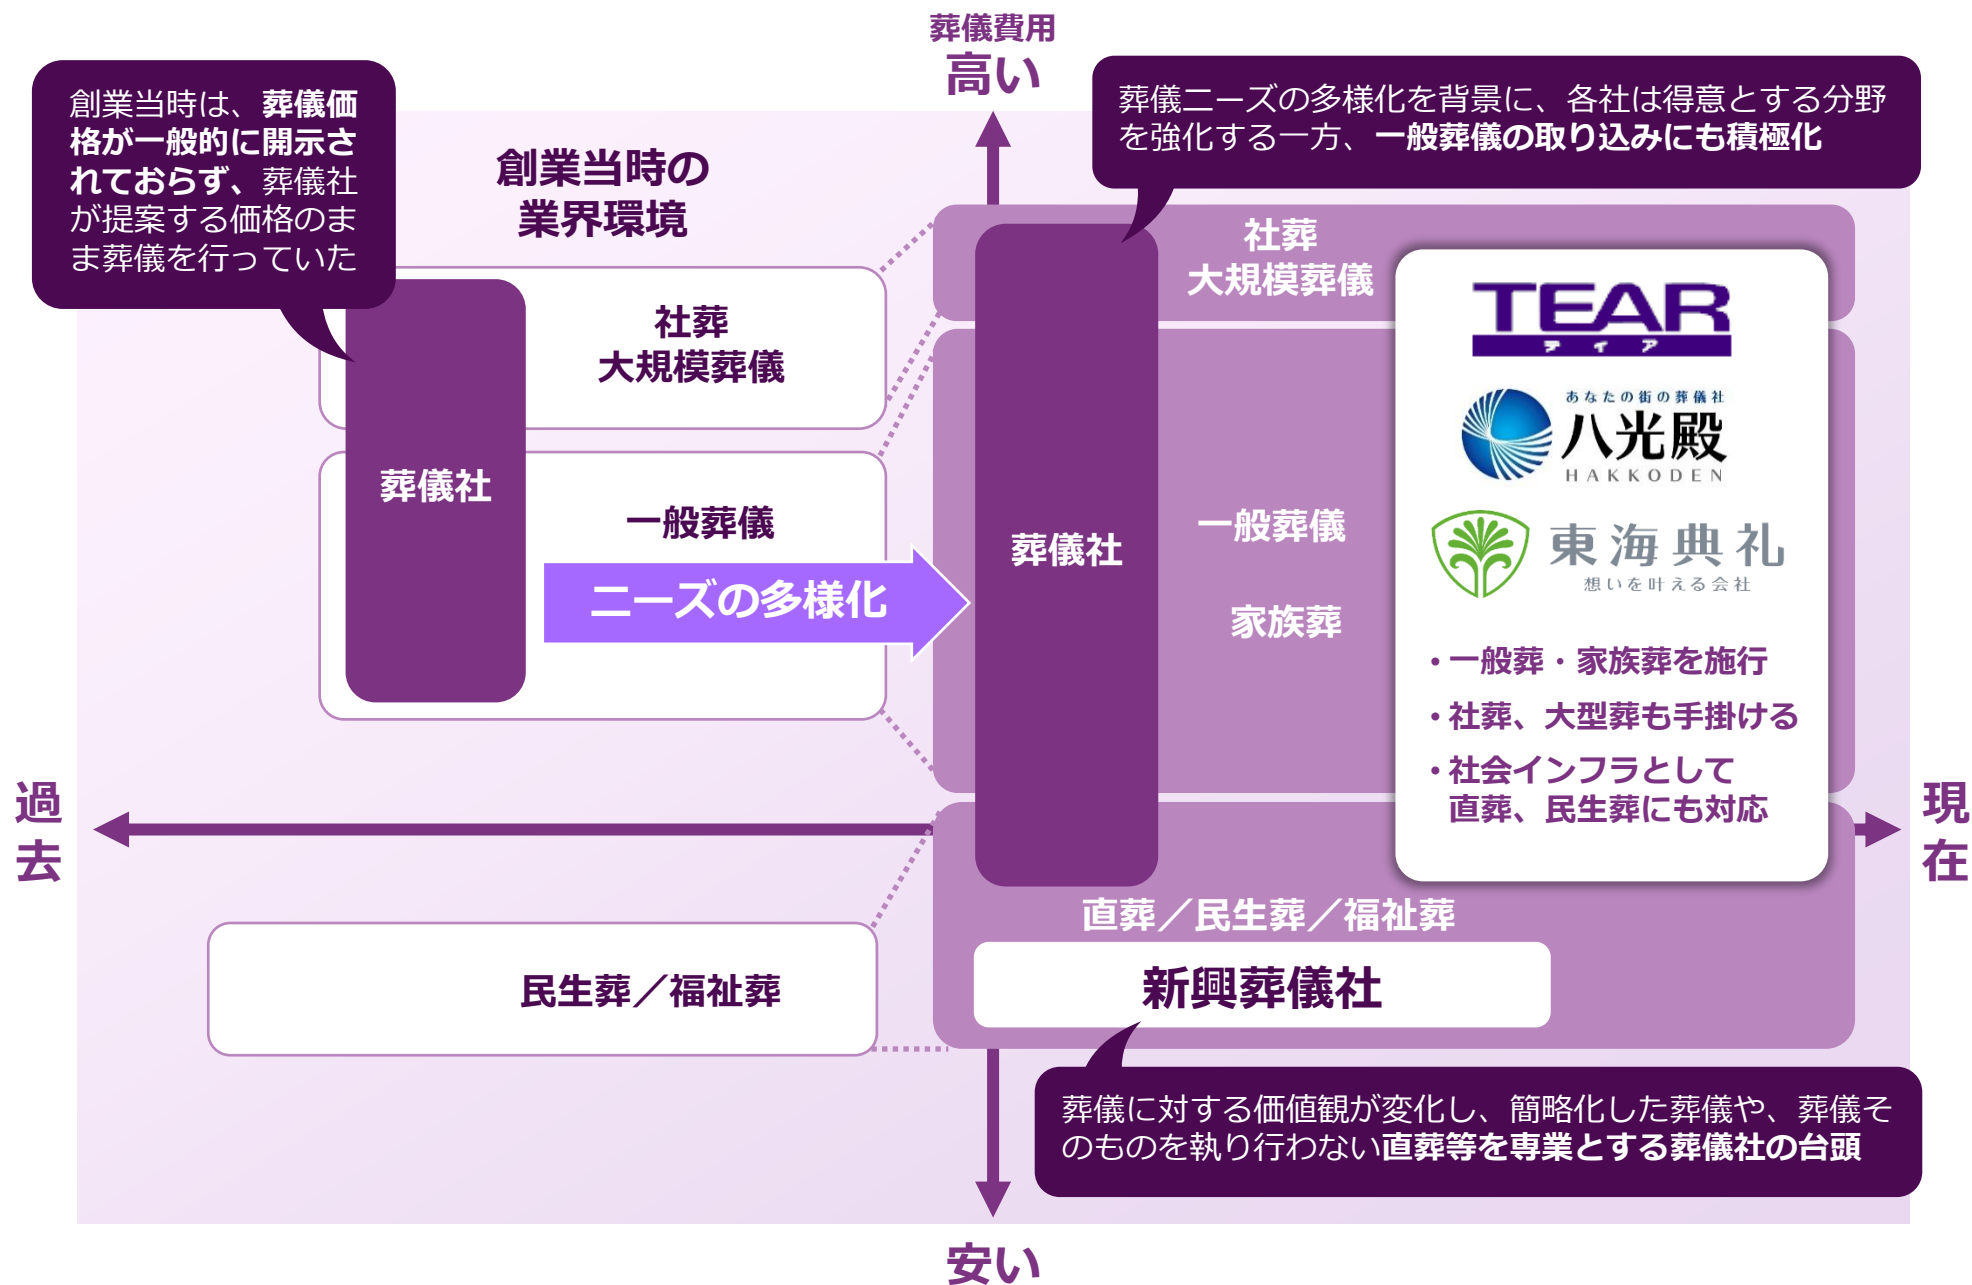 葬儀費用
高い
創業当時は、葬儀価
格が一般的に開示さ
れておらず、葬儀社
が提案する価格のま
ま葬儀を行っていた
創業当時の
業界環境
葬儀ニーズの多様化を背景に、各社は得意とする分野
を強化する一方、一般葬儀の取り込みにも積極化
社葬
大規模葬儀
葬儀社
一般葬儀
ニーズの多様化
民生葬／福祉葬
社葬
大規模葬儀
葬儀社
一般葬儀
家族葬
直葬／民生葬／福祉葬
新興葬儀社
TEAR
ティア
あなたの街の葬儀社
八光殿
HAKKODEN
東海典礼
想いを叶える会社
・一般葬・家族葬を施行
・社葬、大型葬も手掛ける
・社会インフラとして
直葬、民生葬にも対応
過去
現在
葬儀に対する価値観が変化し、簡略化した葬儀や、葬儀そ
のものを執り行わない直葬等を専業とする葬儀社の台頭
安い